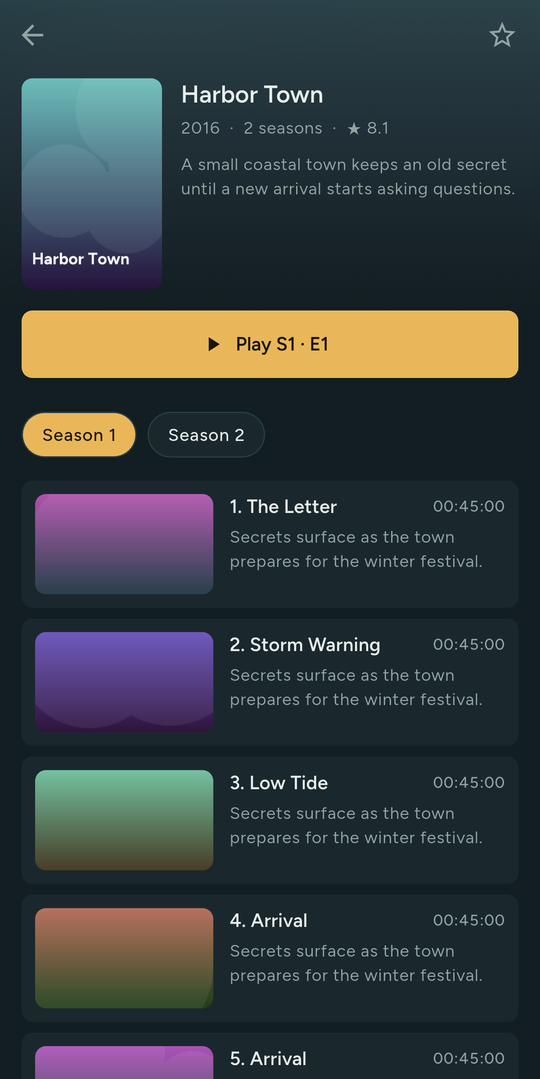 Harbor Town
2016 · 2 seasons · ★ 8.1
A small coastal town keeps an old secret
until a new arrival starts asking questions.
Harbor Town
Play S1 · E1
Season 1
Season 2
1. The Letter
00:45:00
Secrets surface as the town
prepares for the winter festival.
2. Storm Warning
00:45:00
Secrets surface as the town
prepares for the winter festival.
3. Low Tide
00:45:00
Secrets surface as the town
prepares for the winter festival.
4. Arrival
00:45:00
Secrets surface as the town
prepares for the winter festival.
5. Arrival
00:45:00